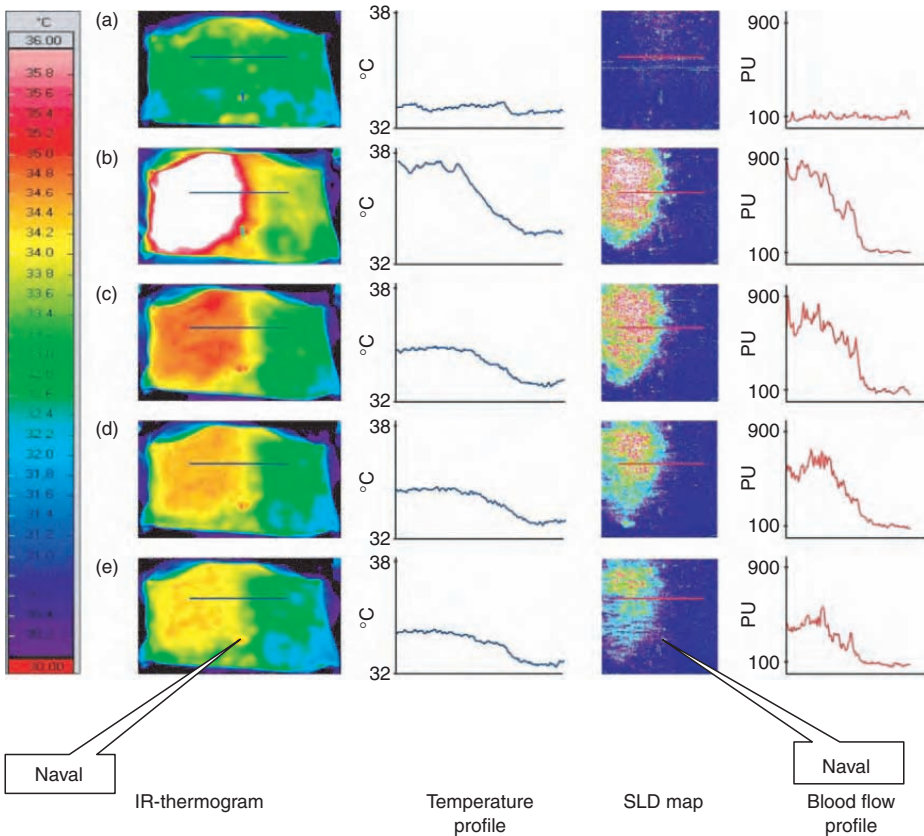 °C
36.00
35.8
35.6
35.4
35.2
35.0
34.8
34.6
34.4
34.2
34.0
33.8
33.6
33.4
32.6
32.4
32.2
32.0
31.8
31.6
31.4
31.2
31.0
30.00
(a)
38
°C
32
900
PU
100
(b)
38
°C
32
900
PU
100
(c)
38
°C
32
900
PU
100
(d)
38
°C
32
900
PU
100
(e)
38
°C
32
900
PU
100
Naval
Naval
IR-thermogram
Temperature
profile
SLD map
Blood flow
profile